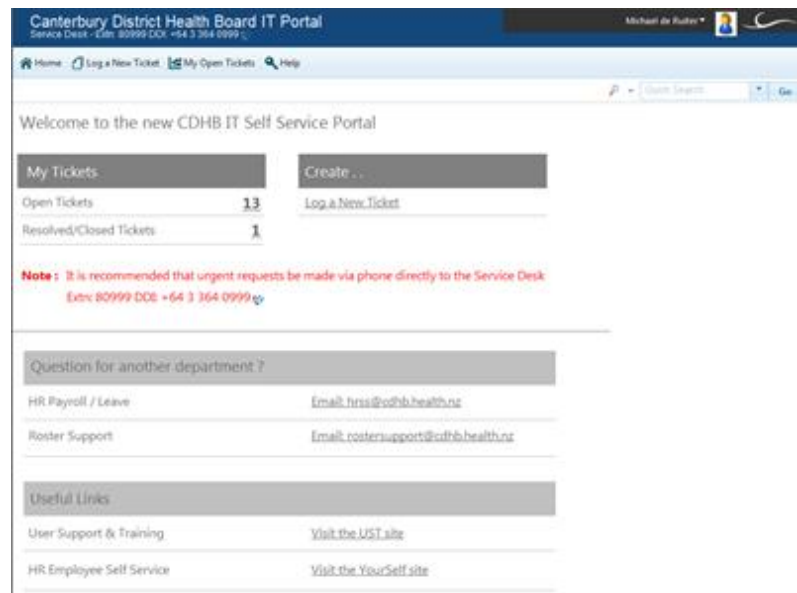 Canterbury District Health Board IT Portal
Service Desk - Extn: 80999 DDI: +64 3 364 0999
Michael de Ruiter
Home Log a New Ticket My Open Tickets Help
Quick Search Go
Welcome to the new CDHB IT Self Service Portal
My Tickets
Open Tickets 13
Resolved/Closed Tickets 1
Create . .
Log a New Ticket
Note : It is recommended that urgent requests be made via phone directly to the Service Desk
Extn: 80999 DDI: +64 3 364 0999
Question for another department ?
HR Payroll / Leave Email: hrss@cdhb.health.nz
Roster Support Email: rostersupport@cdhb.health.nz
Useful Links
User Support & Training Visit the UST site
HR Employee Self Service Visit the YourSelf site